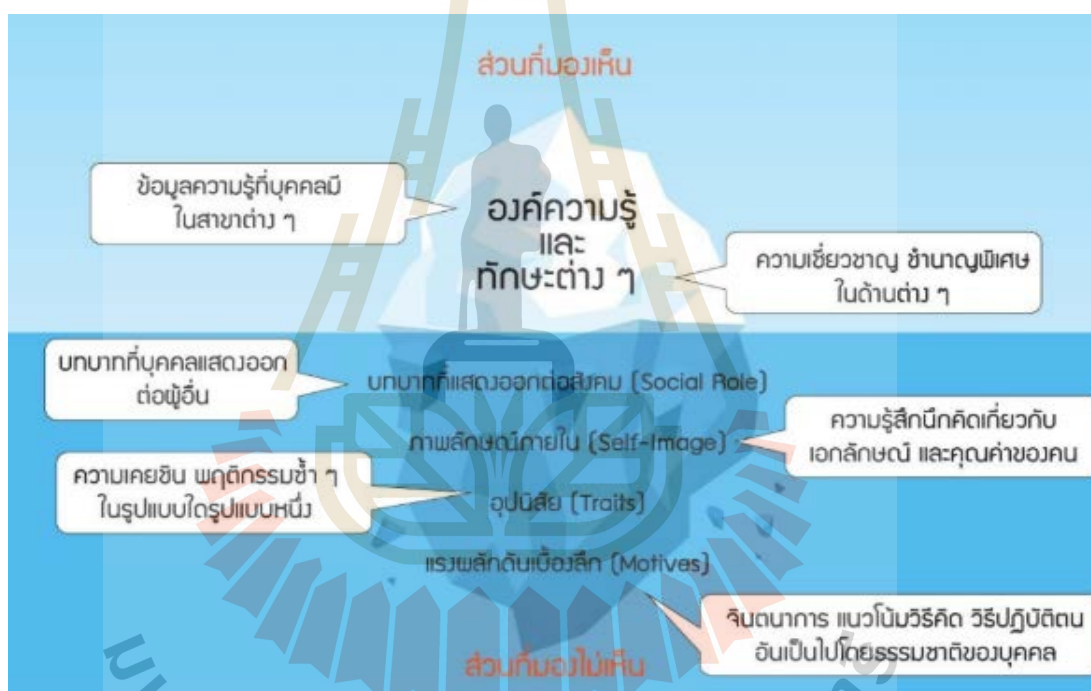 ส่วนที่มองเห็น
ข้อมูลความรู้ที่บุคคลมี
ในสาขาต่าง ๆ
องค์ความรู้
และ
ทักษะต่าง ๆ
ความเชี่ยวชาญ ชำนาญพิเศษ
ในด้านต่าง ๆ
บทบาทที่บุคคลแสดงออก
ต่อผู้อื่น
บทบาทที่แสดงออกต่อสังคม (Social Role)
ภาพลักษณ์ภายใน (Self-Image)
ความรู้สึกนึกคิดเกี่ยวกับ
เอกลักษณ์ และคุณค่าของคน
ความเคยชิน พฤติกรรมซ้ำ ๆ
ในรูปแบบใดรูปแบบหนึ่ง
อุปนิสัย (Traits)
แรงผลักดันเบื้องลึก (Motives)
จินตนาการ แนวโน้มวิธีคิด วิธีปฏิบัติตน
อันเป็นไปโดยธรรมชาติของบุคคล
ส่วนที่มองไม่เห็น